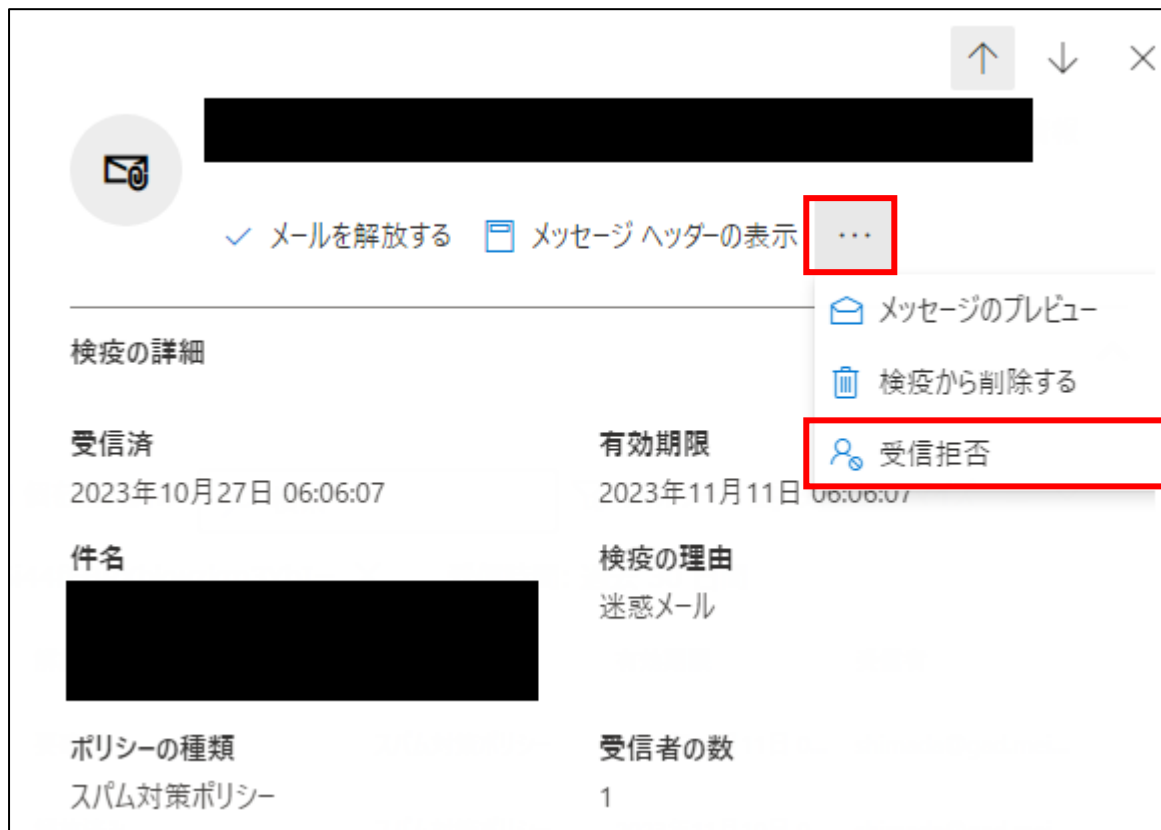 メールを解放する メッセージ ヘッダーの表示 ...
メッセージのプレビュー
検疫の詳細
検疫から削除する
受信済 有効期限
受信拒否
2023年10月27日 06:06:07 2023年11月11日 06:06:07
件名 検疫の理由
迷惑メール
ポリシーの種類 受信者の数
スパム対策ポリシー 1